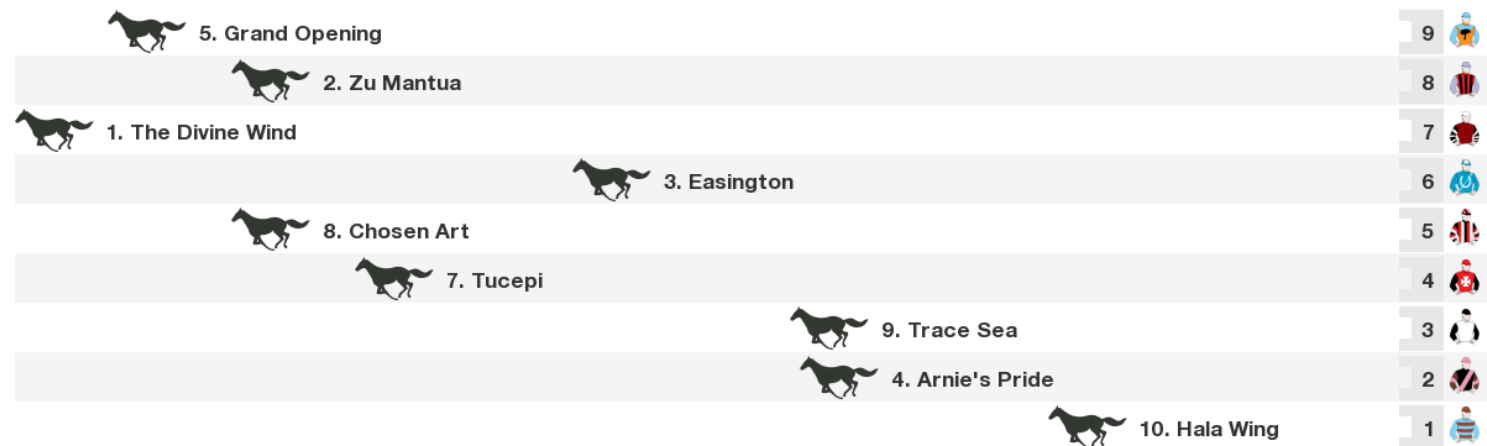 5. Grand Opening 9
2. Zu Mantua 8
1. The Divine Wind 7
3. Easington 6
8. Chosen Art 5
7. Tucepi 4
9. Trace Sea 3
4. Arnie's Pride 2
10. Hala Wing 1